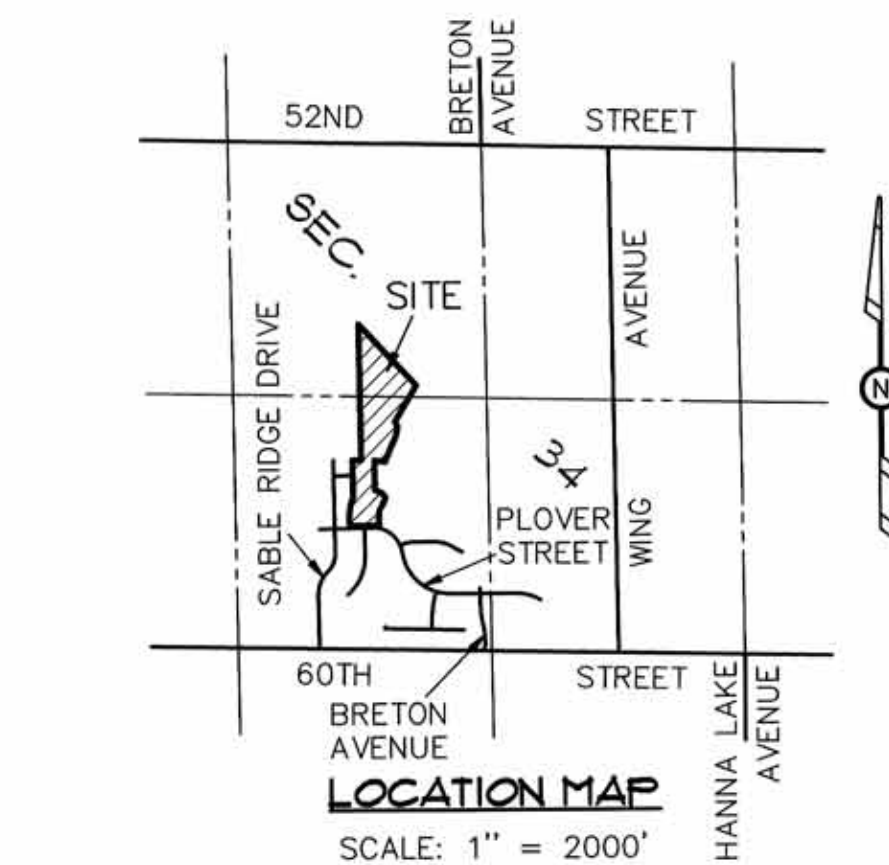 BRETON
AVENUE
52ND STREET
SEC.
SITE
AVENUE
SABLE RIDGE DRIVE
N
34
PLOVER
STREET
WING
60TH STREET
BRETON
AVENUE
HANNA LAKE
AVENUE
LOCATION MAP
SCALE: 1" = 2000'